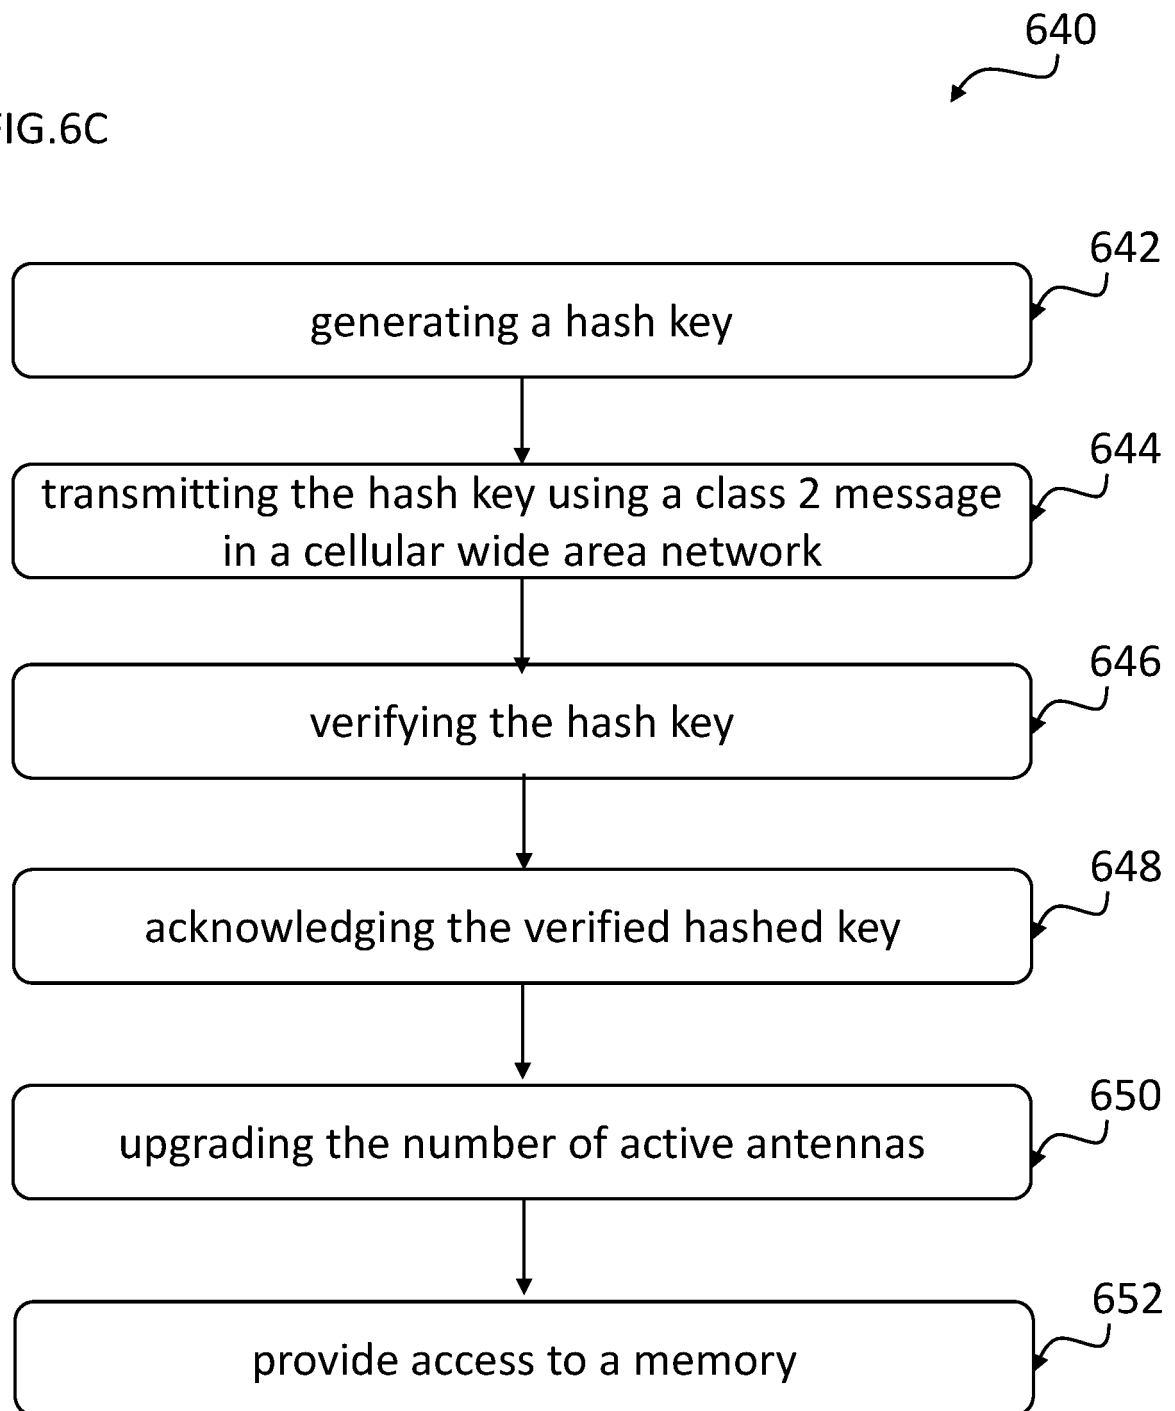 640
FIG.6C
642
generating a hash key
644
transmitting the hash key using a class 2 message
in a cellular wide area network
646
verifying the hash key
648
acknowledging the verified hashed key
650
upgrading the number of active antennas
652
provide access to a memory